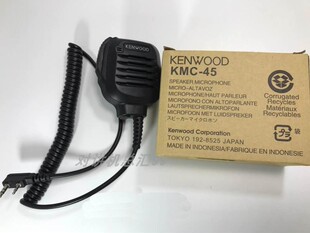 KENWOOD
KENWOOD
KMC-45
SPEAKER MICROPHONE
MICRO-ALTAVOZ
MICROPHONE/HAUT PARLEUR
MICROFONO CON ALTOPARLANTE
LAUTSPRECHERMIKROFON
MICROFOON MET LUIDSPREKER
スピーカーマイクロホン
Kenwood Corporation
TOKYO 192-8525 JAPAN
MADE IN INDONESIA/FABRIQUE EN INDONESIE
Corrugated
Recycles
Matériaux
Recyclables
プラ